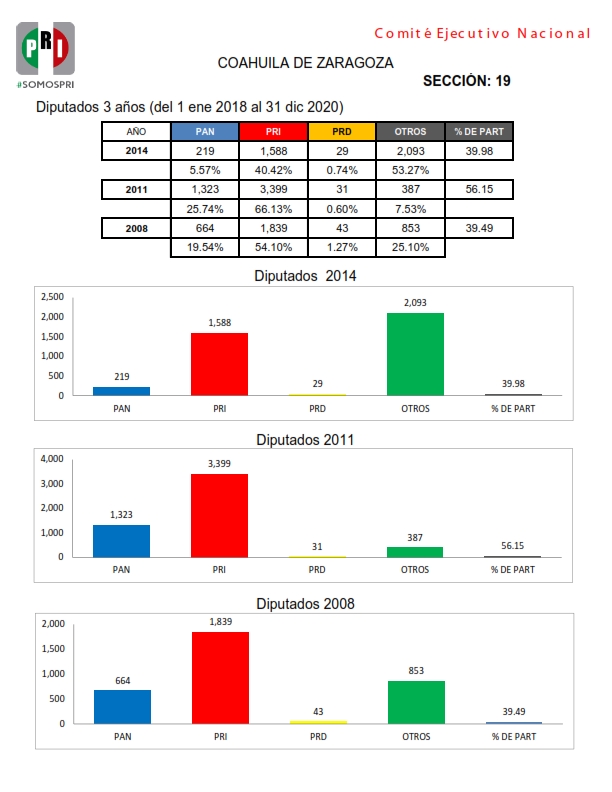 Comité Ejecutivo Nacional
PRI
#SOMOSPRI
COAHUILA DE ZARAGOZA
SECCIÓN: 19
Diputados 3 años (del 1 ene 2018 al 31 dic 2020)
AÑO PAN PRI PRD OTROS % DE PART
2014 219 1,588 29 2,093 39.98
5.57% 40.42% 0.74% 53.27%
2011 1,323 3,399 31 387 56.15
25.74% 66.13% 0.60% 7.53%
2008 664 1,839 43 853 39.49
19.54% 54.10% 1.27% 25.10%
Diputados 2014
2,500
2,000
1,500
1,000
500
0
219 1,588 29 2,093 39.98
PAN PRI PRD OTROS % DE PART
Diputados 2011
4,000
3,000
2,000
1,000
0
1,323 3,399 31 387 56.15
PAN PRI PRD OTROS % DE PART
Diputados 2008
2,000
1,500
1,000
500
0
664 1,839 43 853 39.49
PAN PRI PRD OTROS % DE PART